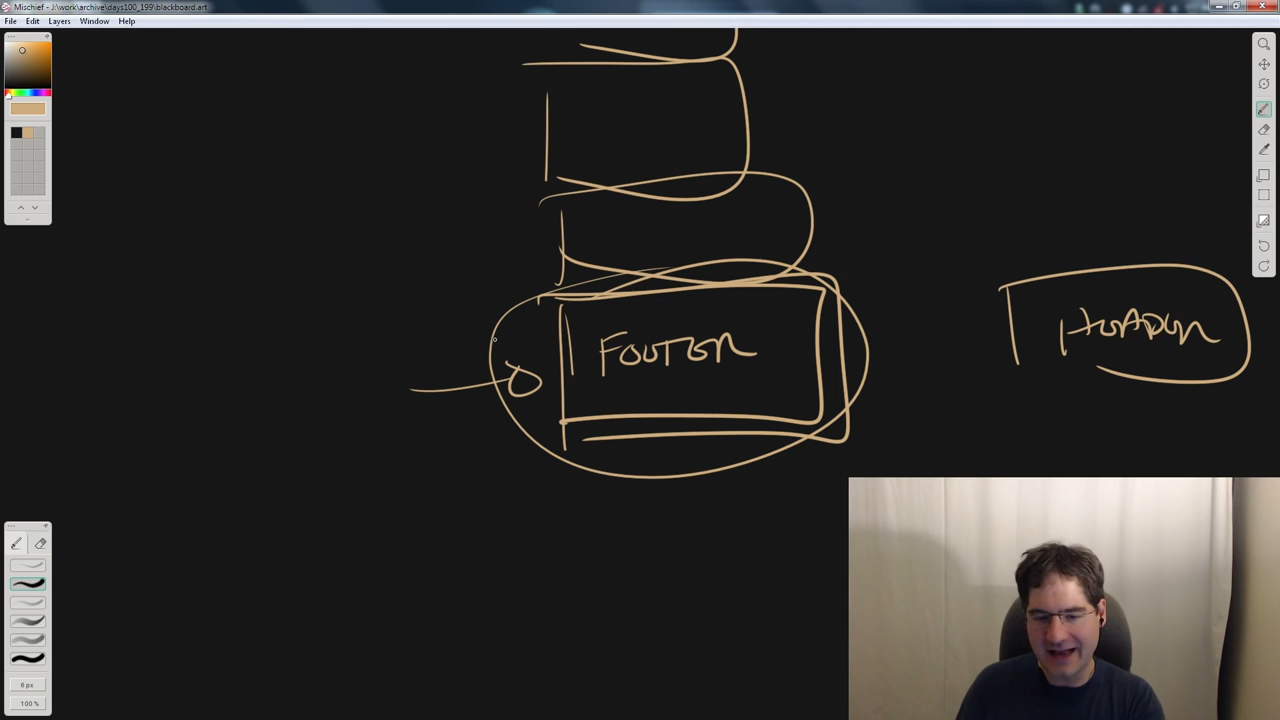 Mischief - J:\work\archive\days100_199\blackboard.art
File Edit Layers Window Help
FOOTER
HEADER
6 px
100 %